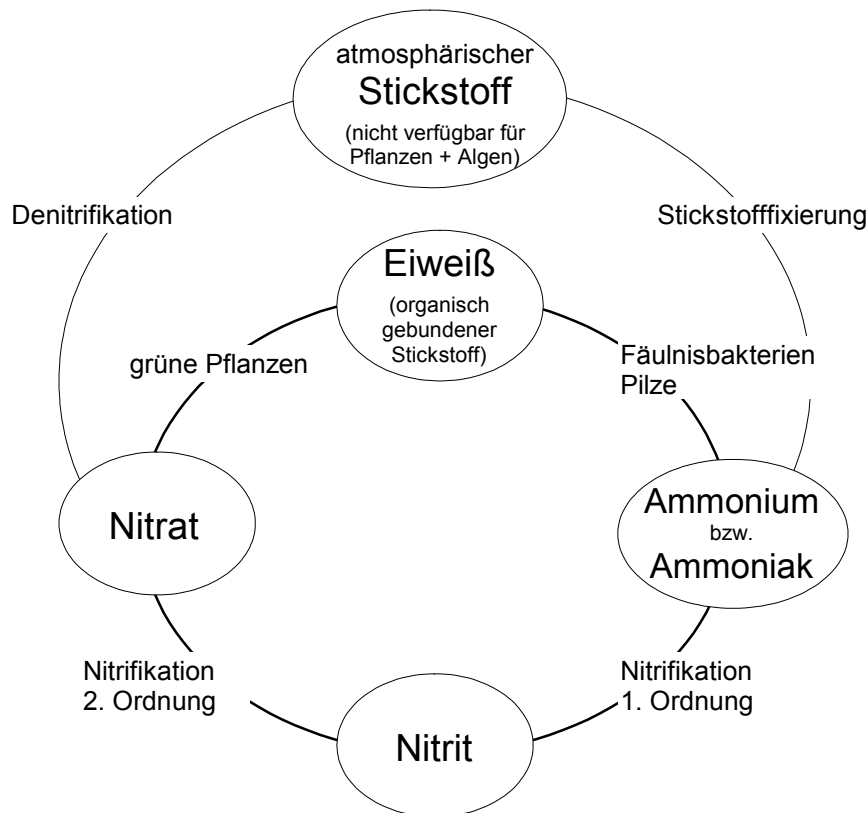 atmosphärischer
Stickstoff
(nicht verfügbar für
Pflanzen + Algen)
Denitrifikation
Stickstofffixierung
Eiweiß
(organisch
gebundener
Stickstoff)
grüne Pflanzen
Fäulnisbakterien
Pilze
Nitrat
Ammonium
bzw.
Ammoniak
Nitrifikation
2. Ordnung
Nitrifikation
1. Ordnung
Nitrit